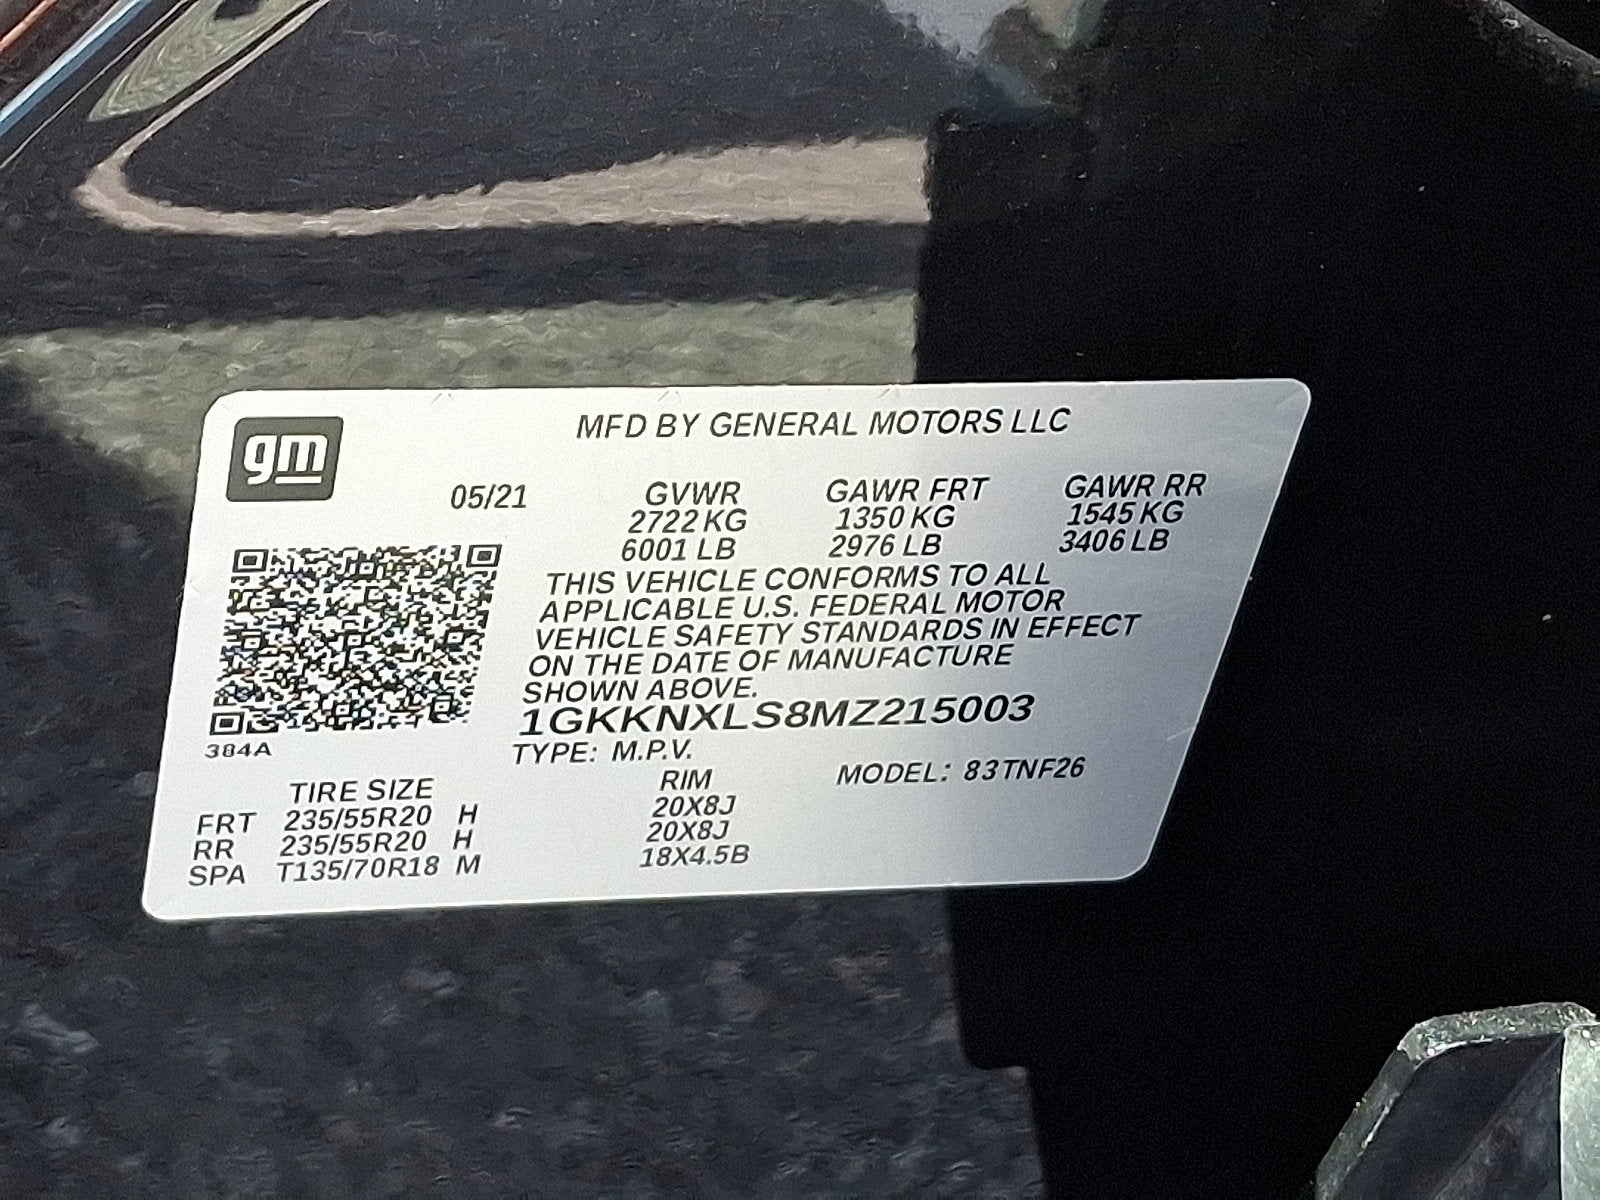 gm
MFD BY GENERAL MOTORS LLC
05/21 GVWR GAWR FRT GAWR RR
2722 KG 1350 KG 1545 KG
6001 LB 2976 LB 3406 LB
THIS VEHICLE CONFORMS TO ALL
APPLICABLE U.S. FEDERAL MOTOR
VEHICLE SAFETY STANDARDS IN EFFECT
ON THE DATE OF MANUFACTURE
SHOWN ABOVE.
1GKKNXLS8MZ215003
384A
TYPE: M.P.V.
MODEL: 83TNF26
TIRE SIZE RIM
FRT 235/55R20 H 20X8J
RR 235/55R20 H 20X8J
SPA T135/70R18 M 18X4.5B